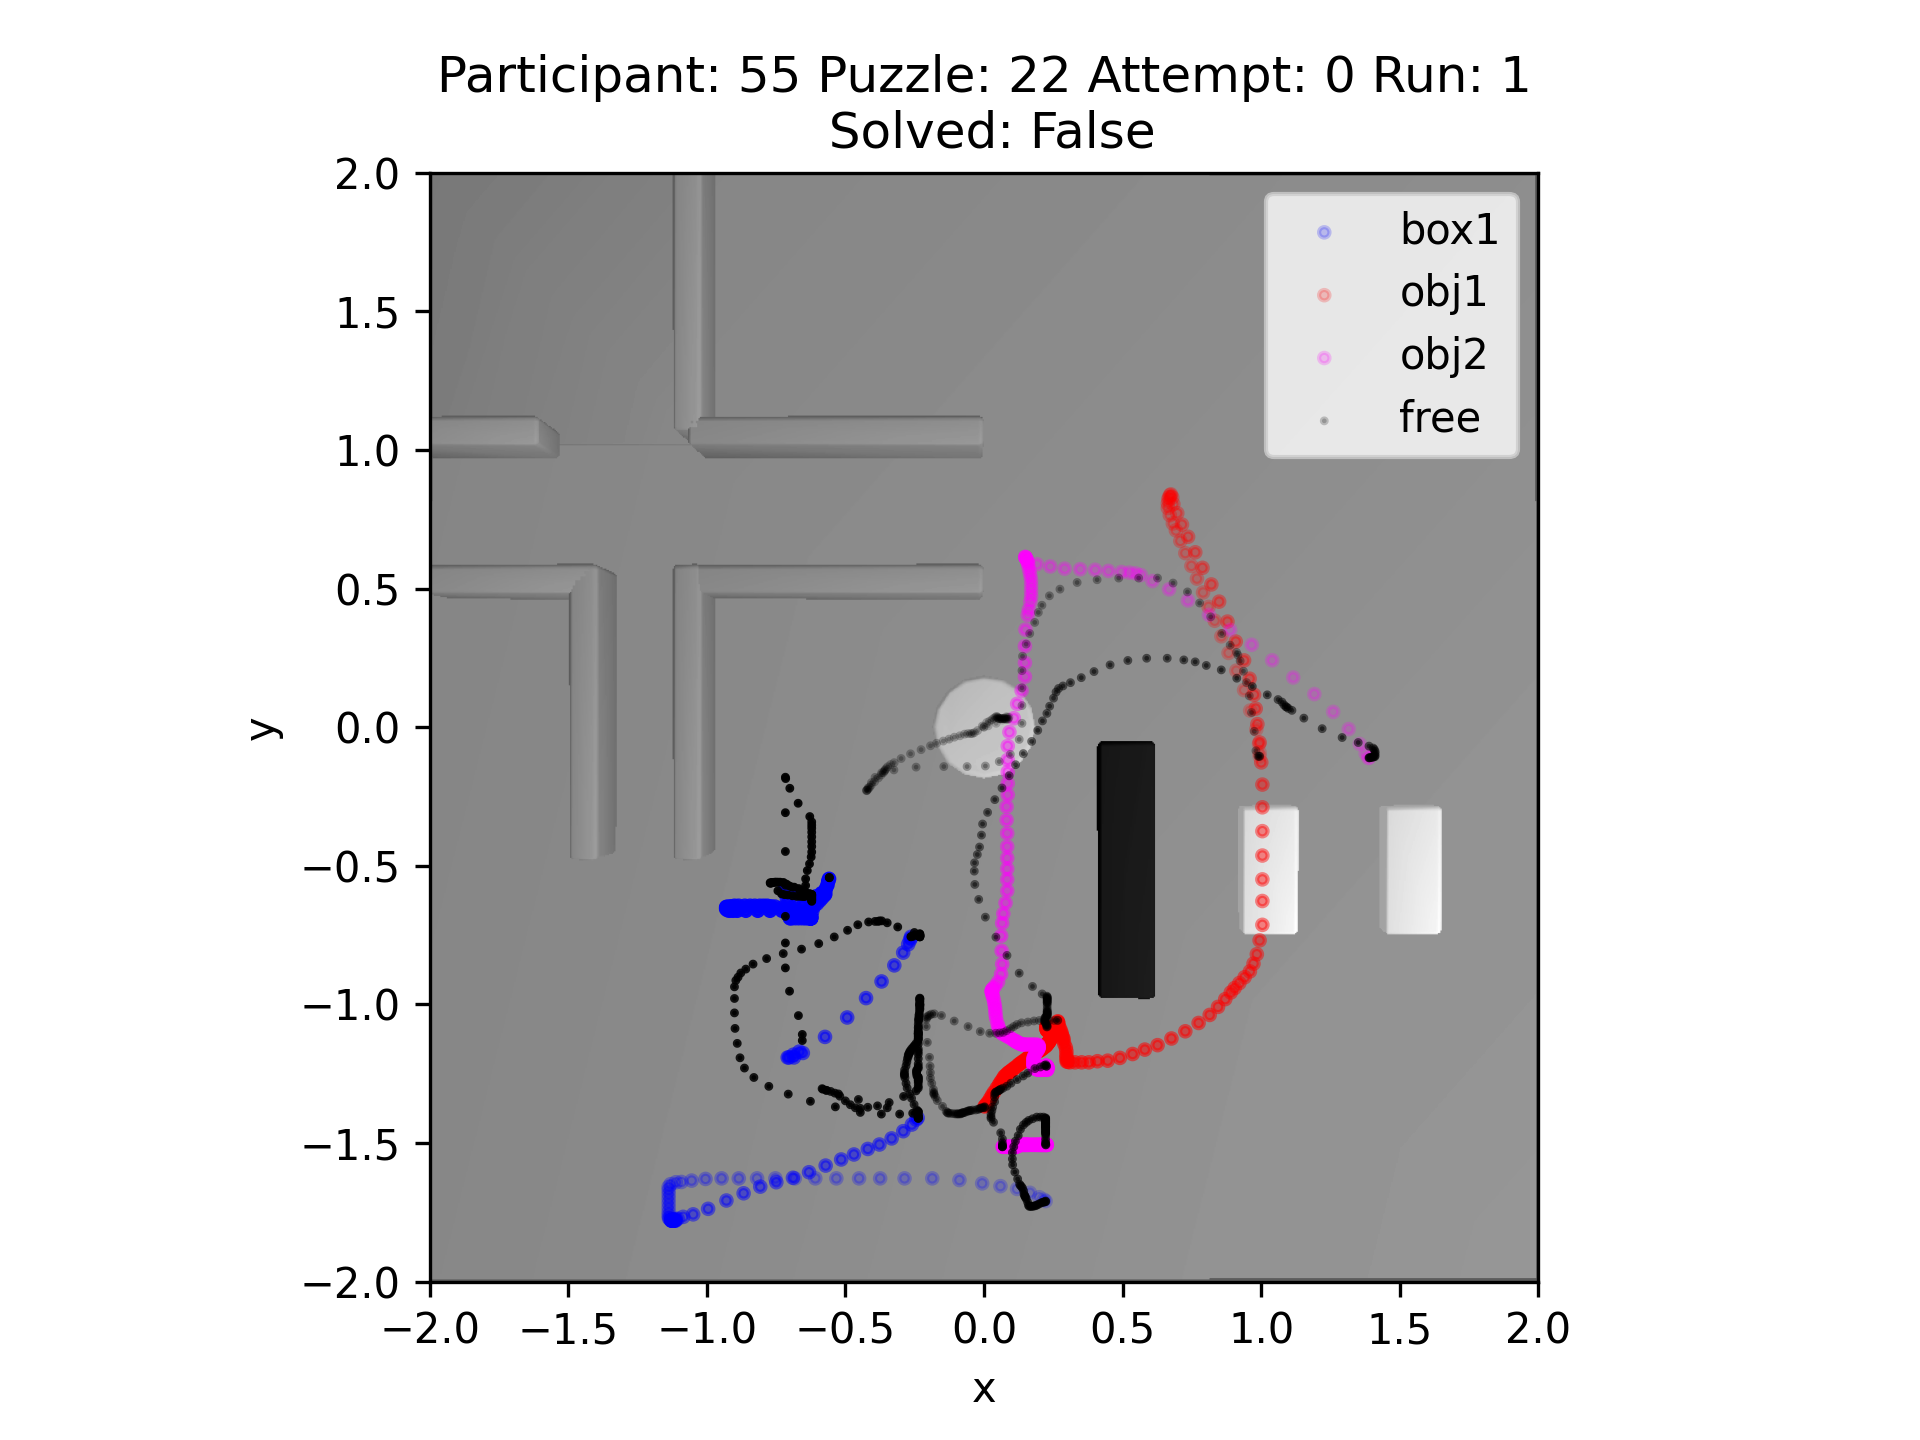 Participant: 55 Puzzle: 22 Attempt: 0 Run: 1
Solved: False
2.0
1.5
1.0
0.5
0.0
−0.5
−1.0
−1.5
−2.0
y
box1
obj1
obj2
free
−2.0 −1.5 −1.0 −0.5 0.0 0.5 1.0 1.5 2.0
x